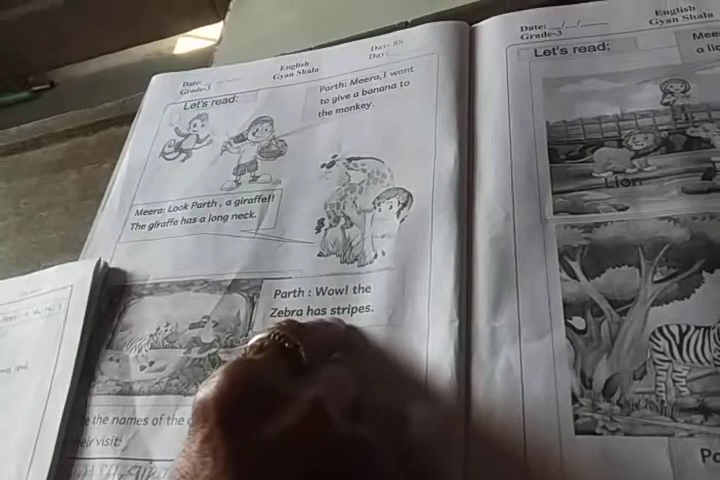 Date:
Grade-3
English
Gyan Shala
Day:
Let's read:
Parth: Meera, I want
to give a banana to
the monkey.
Meera: Look Parth , a giraffe!!
The giraffe has a long neck.
Parth : Wow! the
Zebra has stripes.
the names of the
visit:
Date: _/_/_
Grade-3
English
Gyan Shala
Let's read:
a
Lion